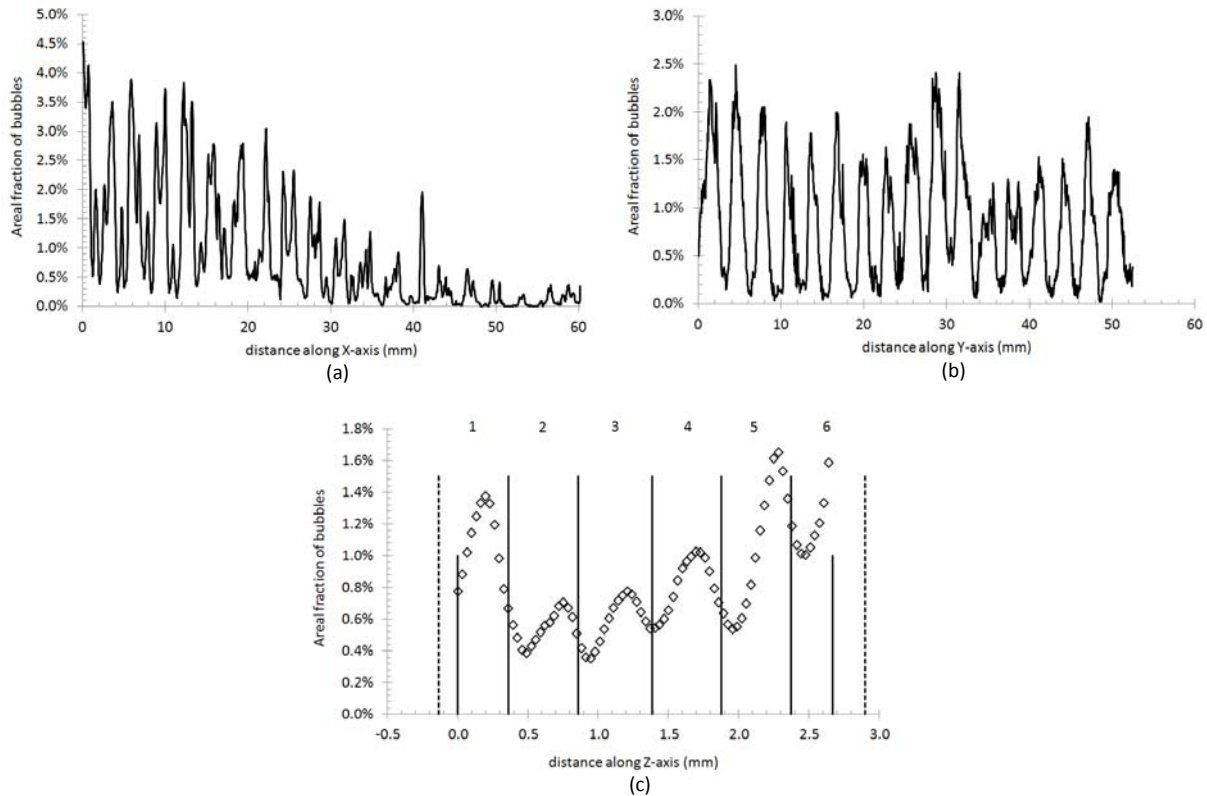 5.0%
4.5%
4.0%
3.5%
3.0%
2.5%
2.0%
1.5%
1.0%
0.5%
0.0%
Areal fraction of bubbles
0 10 20 30 40 50 60
distance along X-axis (mm)
(a)
3.0%
2.5%
2.0%
1.5%
1.0%
0.5%
0.0%
Areal fraction of bubbles
0 10 20 30 40 50 60
distance along Y-axis (mm)
(b)
1 2 3 4 5 6
1.8%
1.6%
1.4%
1.2%
1.0%
0.8%
0.6%
0.4%
0.2%
0.0%
Areal fraction of bubbles
-0.5 0.0 0.5 1.0 1.5 2.0 2.5 3.0
distance along Z-axis (mm)
(c)